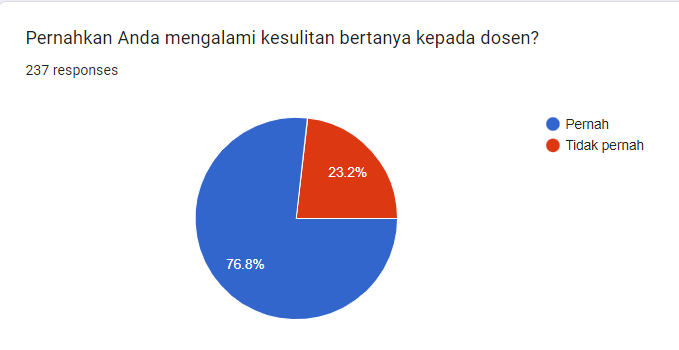 Pernahkan Anda mengalami kesulitan bertanya kepada dosen?
237 responses
Pernah
Tidak pernah
23.2%
76.8%